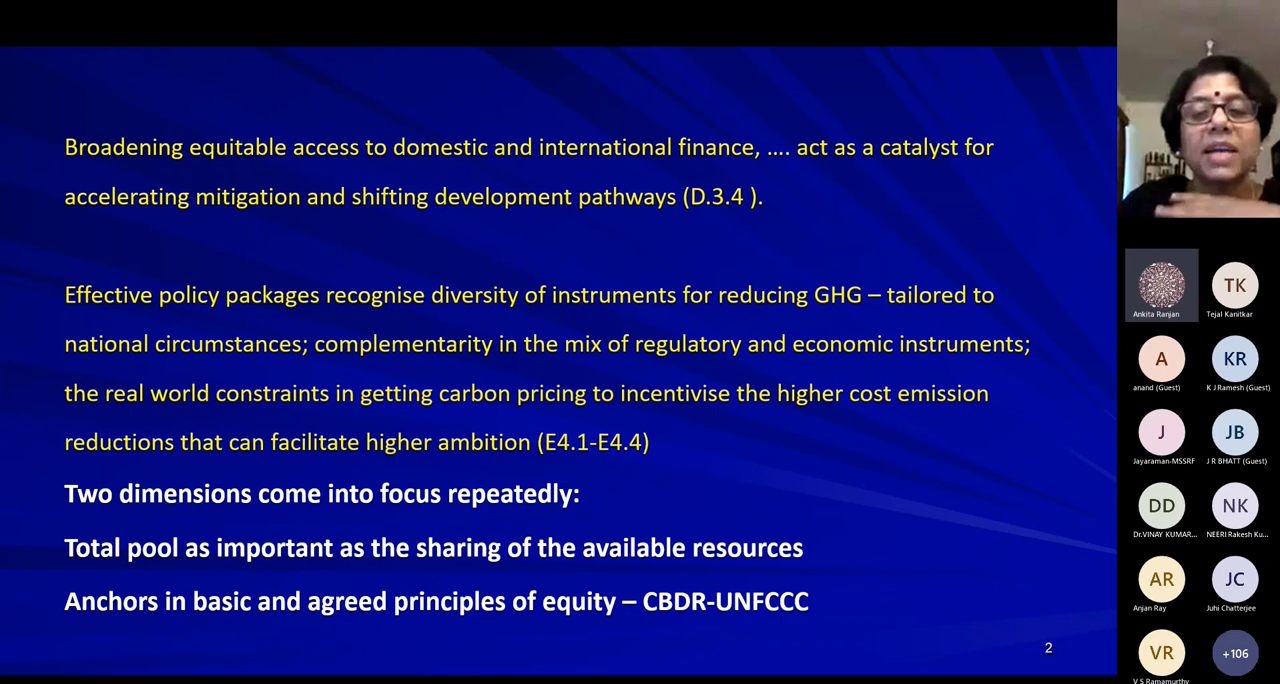 Broadening equitable access to domestic and international finance, …. act as a catalyst for
accelerating mitigation and shifting development pathways (D.3.4 ).
Effective policy packages recognise diversity of instruments for reducing GHG – tailored to
national circumstances; complementarity in the mix of regulatory and economic instruments;
the real world constraints in getting carbon pricing to incentivise the higher cost emission
reductions that can facilitate higher ambition (E4.1-E4.4)
Two dimensions come into focus repeatedly:
Total pool as important as the sharing of the available resources
Anchors in basic and agreed principles of equity – CBDR-UNFCCC
2
TK
Ankita Ranjan
Tejal Kanitkar
A
KR
anand (Guest)
K J Ramesh (Guest)
J
JB
Jayaraman-MSSRF
J R BHATT (Guest)
DD
NK
Dr.VINAY KUMAR...
NEERI Rakesh Ku...
AR
JC
Anjan Ray
Juhi Chatterjee
VR
+106
V S Ramamurthy